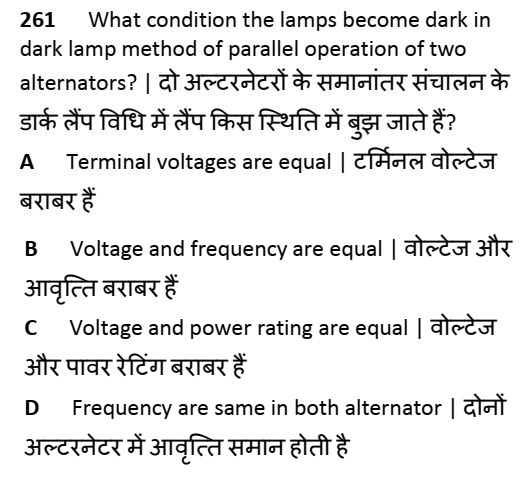 261 What condition the lamps become dark in
dark lamp method of parallel operation of two
alternators? | दो अल्टरनेटरों के समानांतर संचालन के
डार्क लैंप विधि में लैंप किस स्थिति में बुझ जाते हैं?
A Terminal voltages are equal | टर्मिनल वोल्टेज
बराबर हैं
B Voltage and frequency are equal | वोल्टेज और
आवृत्ति बराबर हैं
C Voltage and power rating are equal | वोल्टेज
और पावर रेटिंग बराबर हैं
D Frequency are same in both alternator | दोनों
अल्टरनेटर में आवृत्ति समान होती है